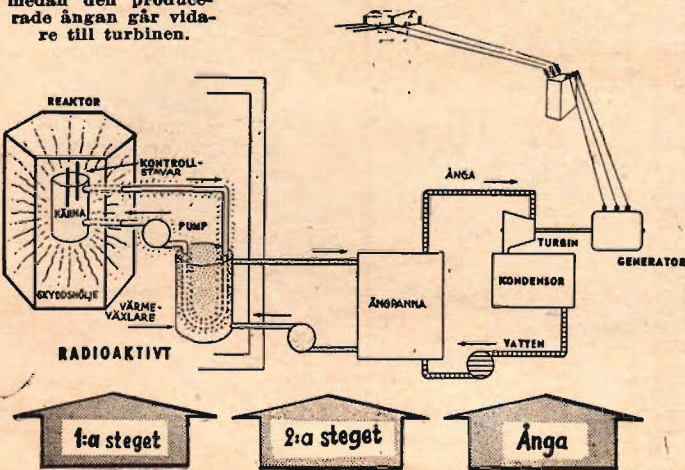 medan den produce-
rade ångan går vida-
re till turbinen.
REAKTOR
KONTROLL-
STAVAR
KÄRNA
PUMP
SKYDDSHÖLJE
VÄRME-
VÄXLARE
RADIOAKTIVT
ÅNGPANNA
ÅNGA
TURBIN
KONDENSOR
GENERATOR
VATTEN
1:a steget
2:a steget
Ånga